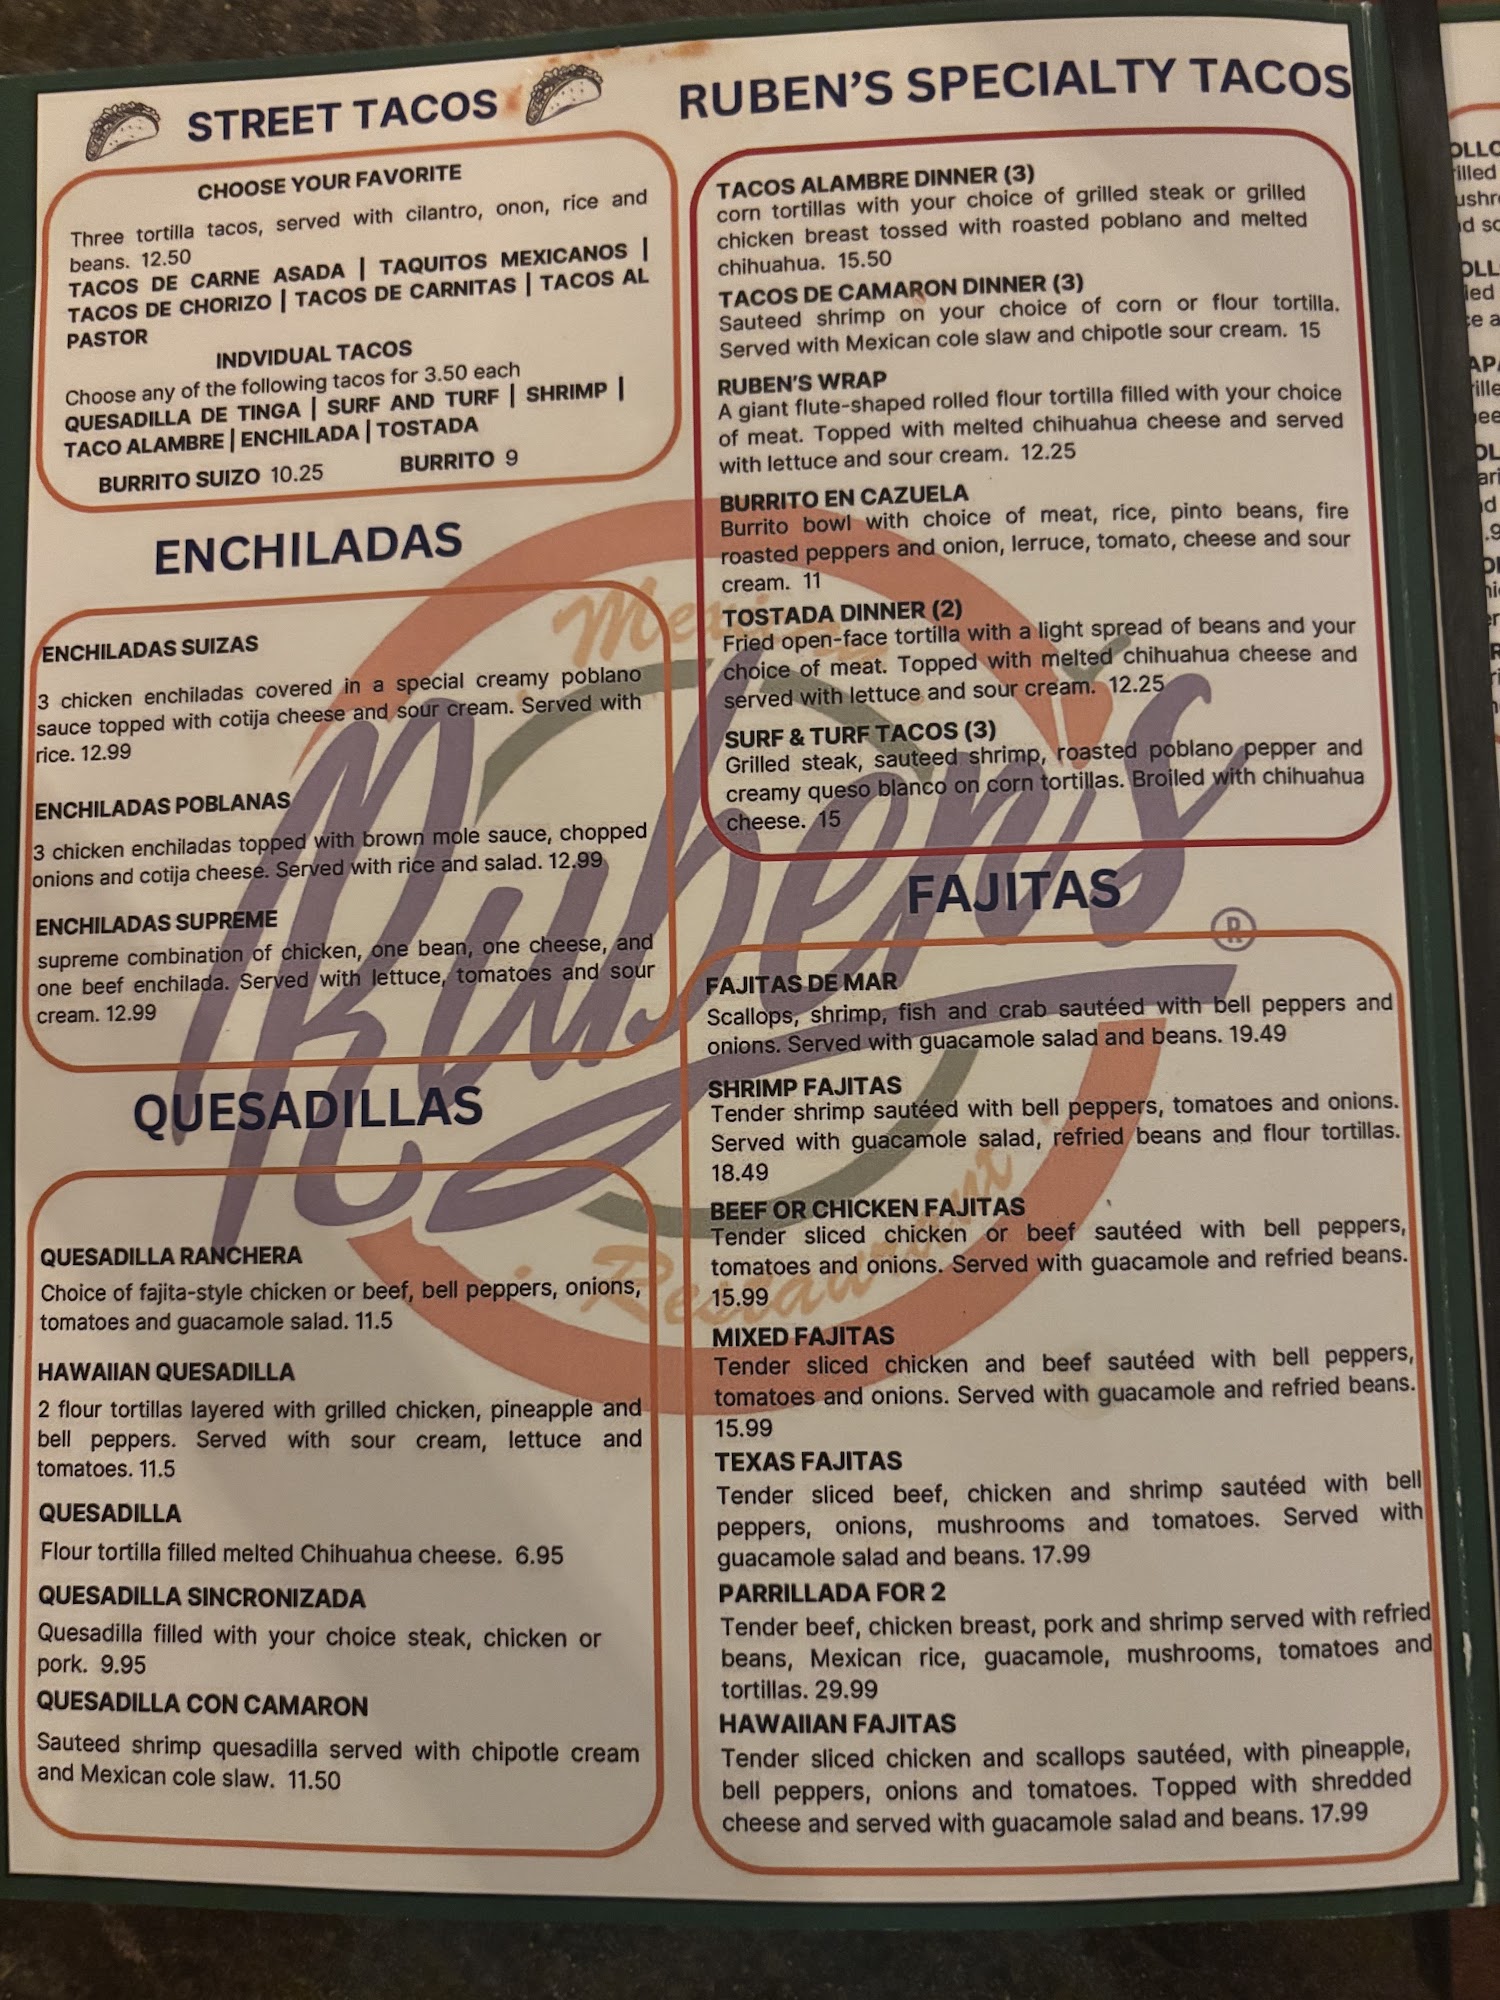 STREET TACOS
CHOOSE YOUR FAVORITE
Three tortilla tacos, served with cilantro, onon, rice and
beans. 12.50
TACOS DE CARNE ASADA | TAQUITOS MEXICANOS |
TACOS DE CHORIZO | TACOS DE CARNITAS | TACOS AL
PASTOR
INDVIDUAL TACOS
Choose any of the following tacos for 3.50 each
QUESADILLA DE TINGA | SURF AND TURF | SHRIMP |
TACO ALAMBRE | ENCHILADA | TOSTADA
BURRITO SUIZO 10.25 BURRITO 9
ENCHILADAS
ENCHILADAS SUIZAS
3 chicken enchiladas covered in a special creamy poblano
sauce topped with cotija cheese and sour cream. Served with
rice. 12.99
ENCHILADAS POBLANAS
3 chicken enchiladas topped with brown mole sauce, chopped
onions and cotija cheese. Served with rice and salad. 12.99
ENCHILADAS SUPREME
supreme combination of chicken, one bean, one cheese, and
one beef enchilada. Served with lettuce, tomatoes and sour
cream. 12.99
QUESADILLAS
QUESADILLA RANCHERA
Choice of fajita-style chicken or beef, bell peppers, onions,
tomatoes and guacamole salad. 11.5
HAWAIIAN QUESADILLA
2 flour tortillas layered with grilled chicken, pineapple and
bell peppers. Served with sour cream, lettuce and
tomatoes. 11.5
QUESADILLA
Flour tortilla filled melted Chihuahua cheese. 6.95
QUESADILLA SINCRONIZADA
Quesadilla filled with your choice steak, chicken or
pork. 9.95
QUESADILLA CON CAMARON
Sauteed shrimp quesadilla served with chipotle cream
and Mexican cole slaw. 11.50
RUBEN'S SPECIALTY TACOS
TACOS ALAMBRE DINNER (3)
corn tortillas with your choice of grilled steak or grilled
chicken breast tossed with roasted poblano and melted
chihuahua. 15.50
TACOS DE CAMARON DINNER (3)
Sauteed shrimp on your choice of corn or flour tortilla.
Served with Mexican cole slaw and chipotle sour cream. 15
RUBEN'S WRAP
A giant flute-shaped rolled flour tortilla filled with your choice
of meat. Topped with melted chihuahua cheese and served
with lettuce and sour cream. 12.25
BURRITO EN CAZUELA
Burrito bowl with choice of meat, rice, pinto beans, fire
roasted peppers and onion, lerruce, tomato, cheese and sour
cream. 11
TOSTADA DINNER (2)
Fried open-face tortilla with a light spread of beans and your
choice of meat. Topped with melted chihuahua cheese and
served with lettuce and sour cream. 12.25
SURF & TURF TACOS (3)
Grilled steak, sauteed shrimp, roasted poblano pepper and
creamy queso blanco on corn tortillas. Broiled with chihuahua
cheese. 15
FAJITAS
FAJITAS DE MAR
Scallops, shrimp, fish and crab sautéed with bell peppers and
onions. Served with guacamole salad and beans. 19.49
SHRIMP FAJITAS
Tender shrimp sautéed with bell peppers, tomatoes and onions.
Served with guacamole salad, refried beans and flour tortillas.
18.49
BEEF OR CHICKEN FAJITAS
Tender sliced chicken or beef sautéed with bell peppers,
tomatoes and onions. Served with guacamole and refried beans.
15.99
MIXED FAJITAS
Tender sliced chicken and beef sautéed with bell peppers,
tomatoes and onions. Served with guacamole and refried beans.
15.99
TEXAS FAJITAS
Tender sliced beef, chicken and shrimp sautéed with bell
peppers, onions, mushrooms and tomatoes. Served with
guacamole salad and beans. 17.99
PARRILLADA FOR 2
Tender beef, chicken breast, pork and shrimp served with refried
beans, Mexican rice, guacamole, mushrooms, tomatoes and
tortillas. 29.99
HAWAIIAN FAJITAS
Tender sliced chicken and scallops sautéed, with pineapple,
bell peppers, onions and tomatoes. Topped with shredded
cheese and served with guacamole salad and beans. 17.99
Ruben's ®